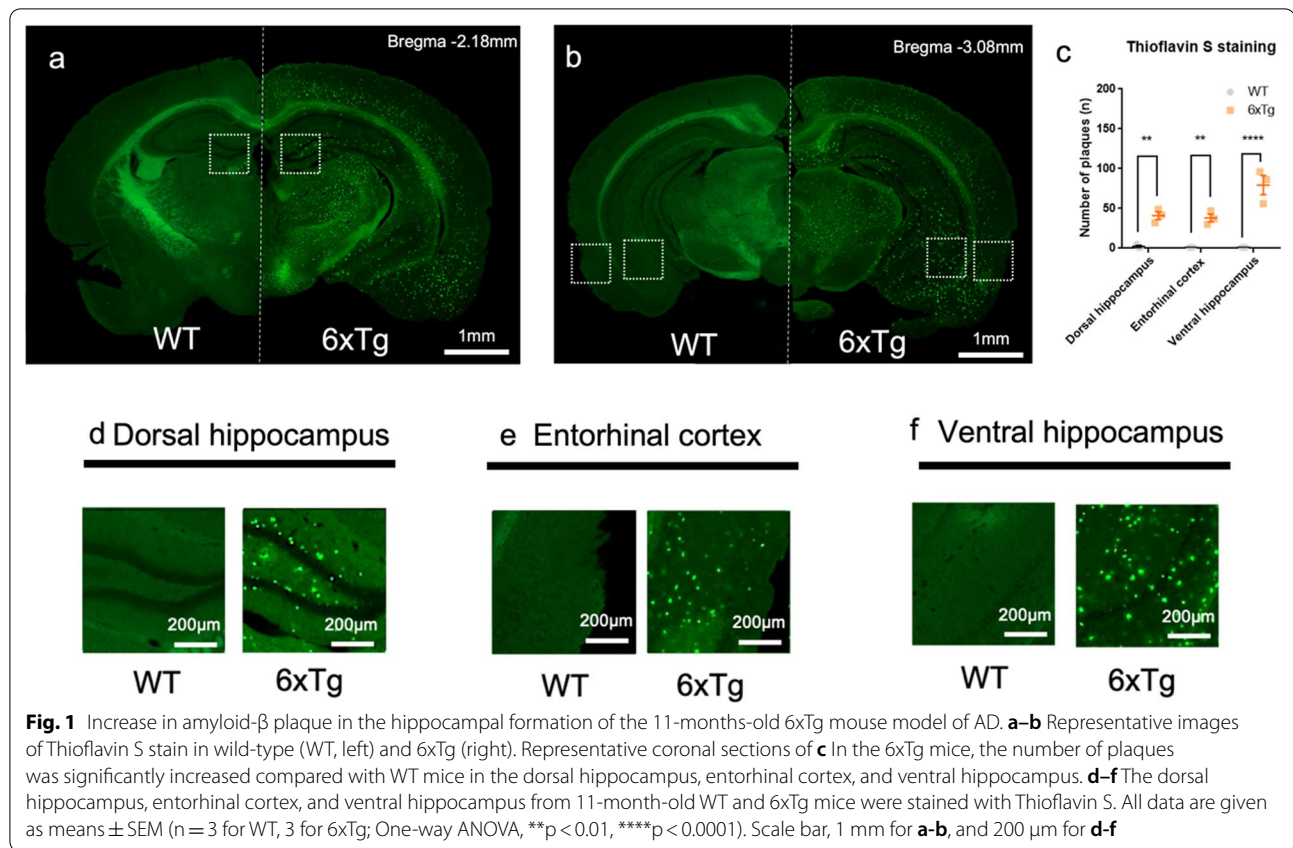 a
Bregma -2.18mm
WT
6xTg
1mm
b
Bregma -3.08mm
WT
6xTg
1mm
c
Thioflavin S staining
WT
6xTg
Number of plaques (n)
200
150
100
50
0
**
**
****
Dorsal hippocampus
Entorhinal cortex
Ventral hippocampus
d Dorsal hippocampus
200µm
200µm
WT
6xTg
e Entorhinal cortex
200µm
200µm
WT
6xTg
f Ventral hippocampus
200µm
200µm
WT
6xTg
Fig. 1 Increase in amyloid-β plaque in the hippocampal formation of the 11-months-old 6xTg mouse model of AD. a–b Representative images
of Thioflavin S stain in wild-type (WT, left) and 6xTg (right). Representative coronal sections of c In the 6xTg mice, the number of plaques
was significantly increased compared with WT mice in the dorsal hippocampus, entorhinal cortex, and ventral hippocampus. d–f The dorsal
hippocampus, entorhinal cortex, and ventral hippocampus from 11-month-old WT and 6xTg mice were stained with Thioflavin S. All data are given
as means ± SEM (n = 3 for WT, 3 for 6xTg; One-way ANOVA, **p < 0.01, ****p < 0.0001). Scale bar, 1 mm for a-b, and 200 µm for d-f